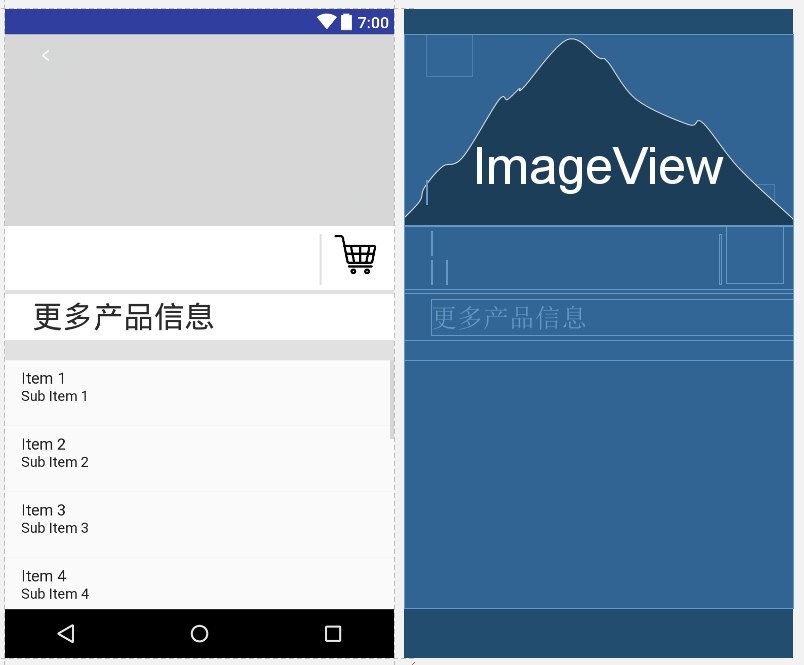 7:00
ImageView
更多产品信息
更多产品信息
Item 1
Sub Item 1
Item 2
Sub Item 2
Item 3
Sub Item 3
Item 4
Sub Item 4